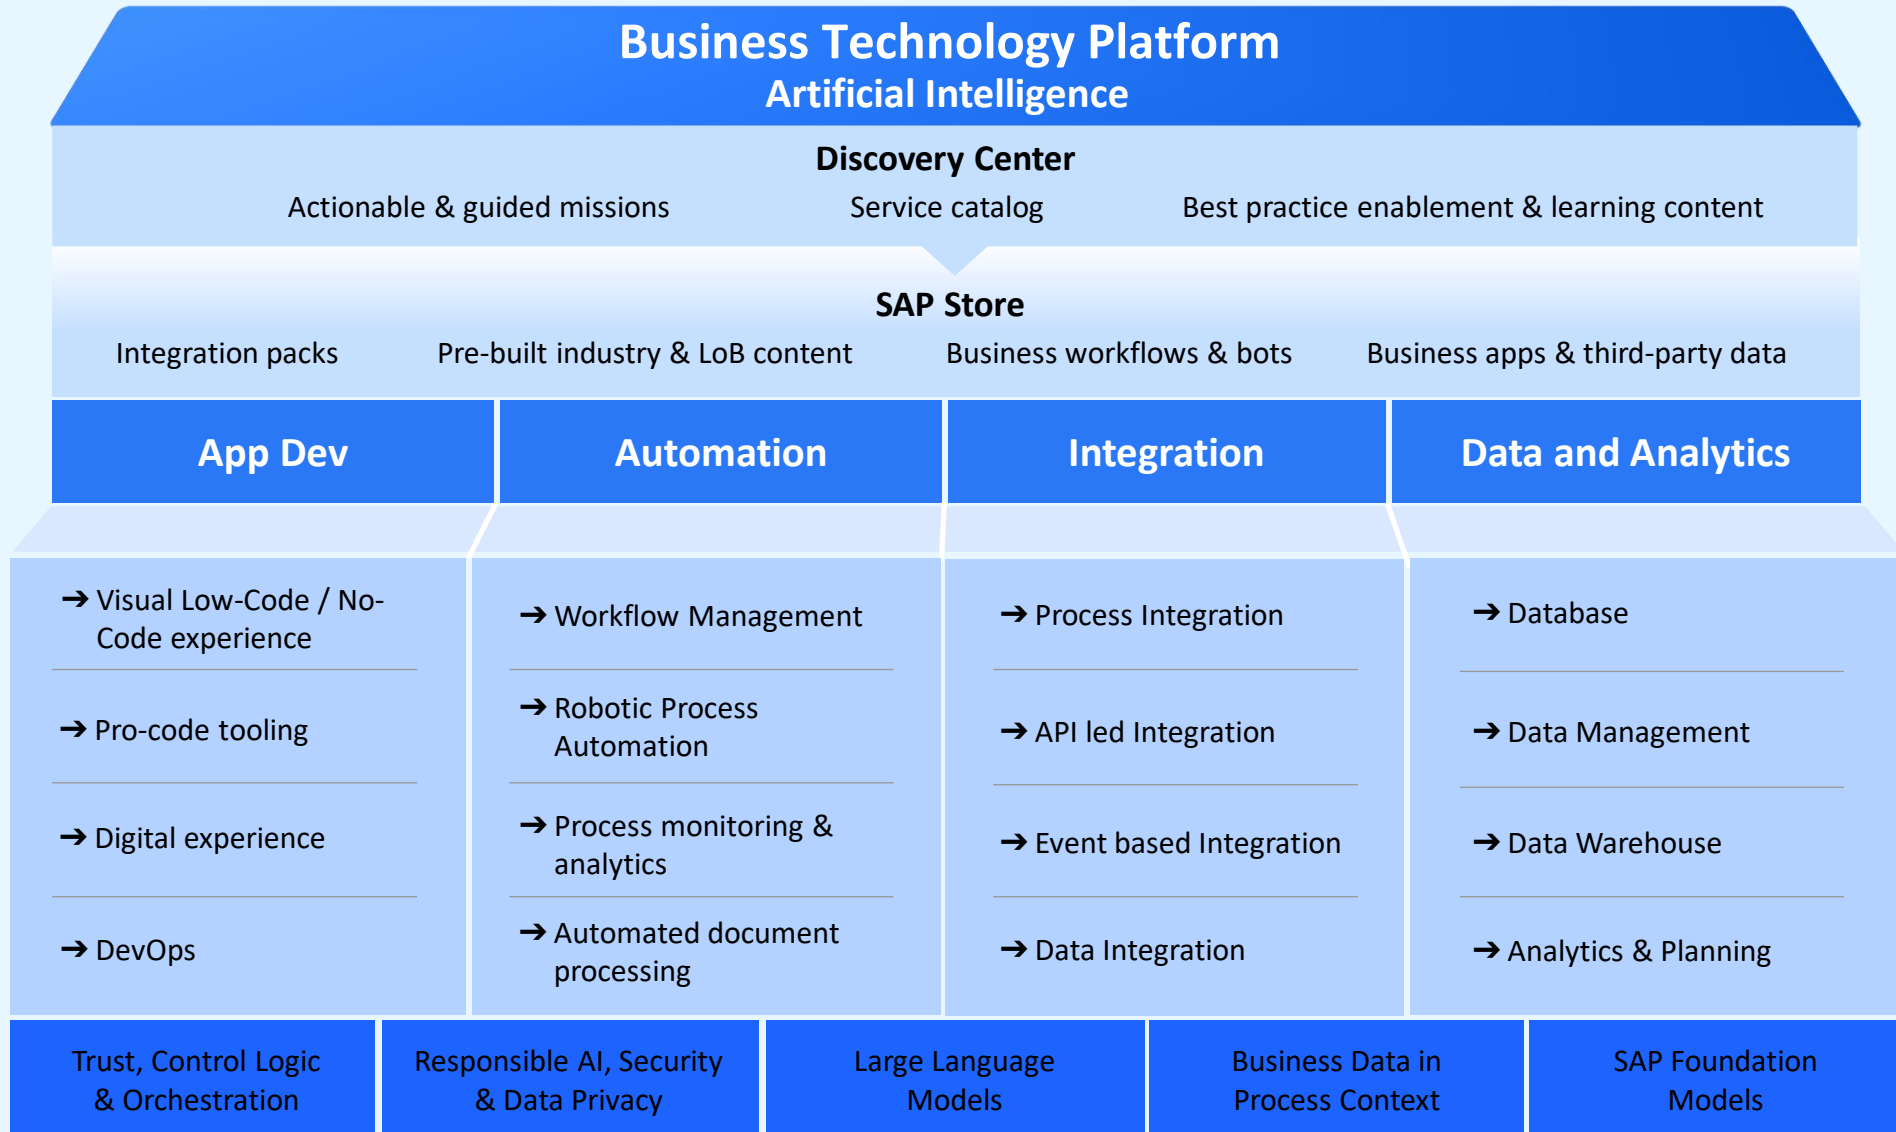 Business Technology Platform
Artificial Intelligence
Discovery Center
Actionable & guided missions
Service catalog
Best practice enablement & learning content
SAP Store
Integration packs
Pre-built industry & LoB content
Business workflows & bots
Business apps & third-party data
App Dev
Automation
Integration
Data and Analytics
➔ Visual Low-Code / No-
Code experience
➔ Pro-code tooling
➔ Digital experience
➔ DevOps
➔ Workflow Management
➔ Robotic Process
Automation
➔ Process monitoring &
analytics
➔ Automated document
processing
➔ Process Integration
➔ API led Integration
➔ Event based Integration
➔ Data Integration
➔ Database
➔ Data Management
➔ Data Warehouse
➔ Analytics & Planning
Trust, Control Logic
& Orchestration
Responsible AI, Security
& Data Privacy
Large Language
Models
Business Data in
Process Context
SAP Foundation
Models